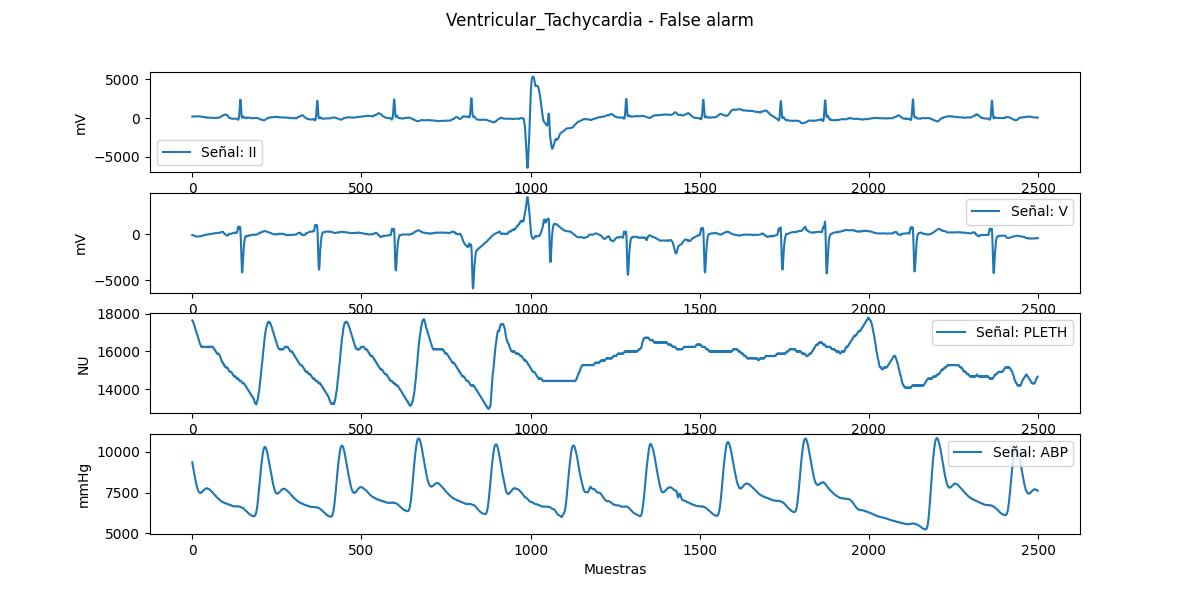 Ventricular_Tachycardia - False alarm
5000
0
−5000
mV
Señal: II
0 500 1000 1500 2000 2500
0
−5000
mV
Señal: V
0 500 1000 1500 2000 2500
18000
16000
14000
NU
Señal: PLETH
0 500 1000 1500 2000 2500
10000
7500
5000
mmHg
Señal: ABP
0 500 1000 1500 2000 2500
Muestras